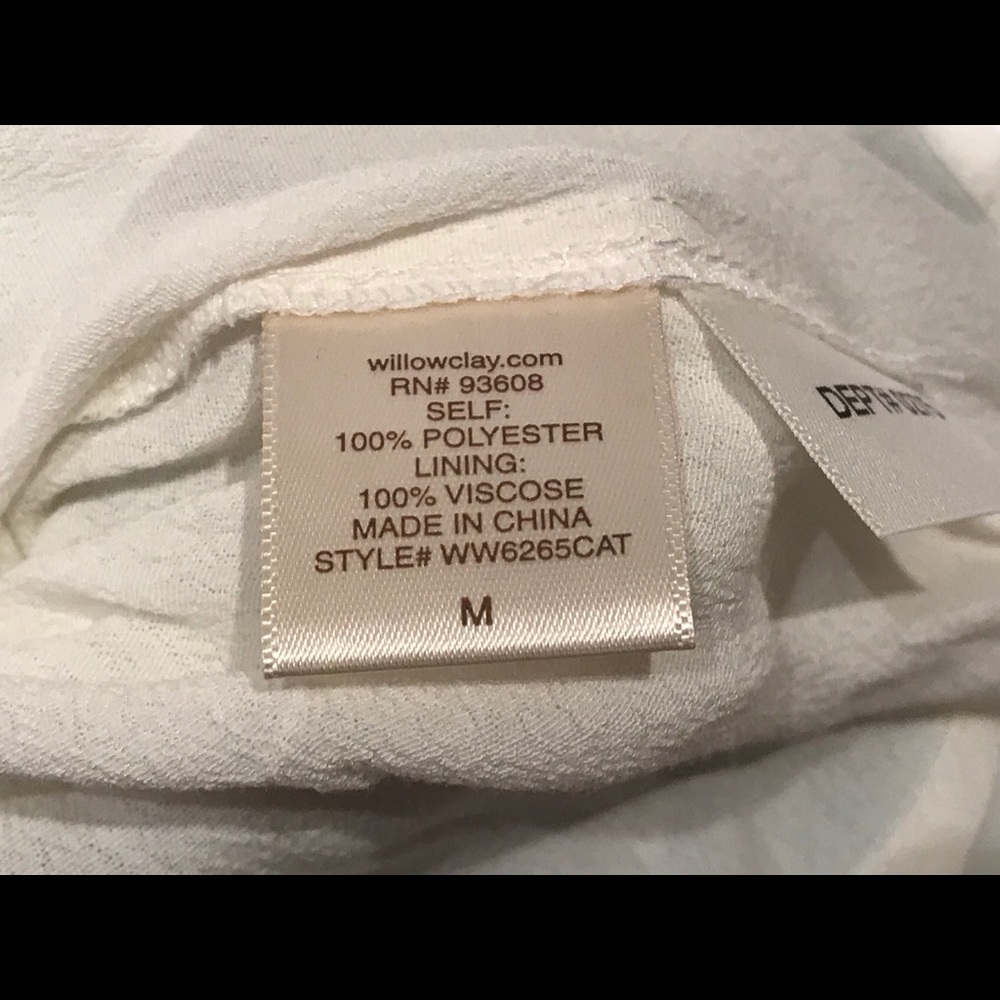 willowclay.com
RN# 93608
SELF:
100% POLYESTER
LINING:
100% VISCOSE
MADE IN CHINA
STYLE# WW6265CAT
M